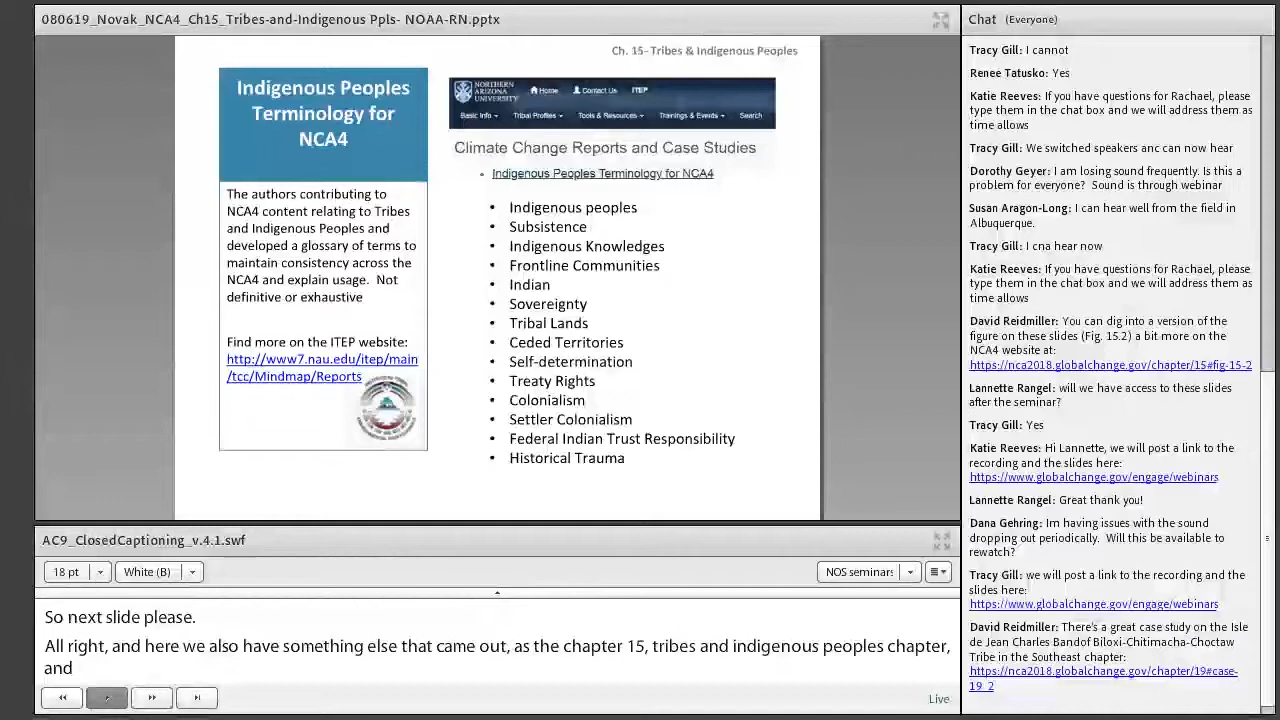 080619_Novak_NCA4_Ch15_Tribes-and-Indigenous Ppls- NOAA-RN.pptx
Ch. 15–Tribes & Indigenous Peoples
Indigenous Peoples
Terminology for
NCA4
The authors contributing to
NCA4 content relating to Tribes
and Indigenous Peoples and
developed a glossary of terms to
maintain consistency across the
NCA4 and explain usage.  Not
definitive or exhaustive
Find more on the ITEP website:
http://www7.nau.edu/itep/main
/tcc/Mindmap/Reports
NORTHERN
ARIZONA
UNIVERSITY
Home
Contact Us
ITEP
Basic Info
Tribal Profiles
Tools & Resources
Trainings & Events
Search
Climate Change Reports and Case Studies
• Indigenous Peoples Terminology for NCA4
• Indigenous peoples
• Subsistence
• Indigenous Knowledges
• Frontline Communities
• Indian
• Sovereignty
• Tribal Lands
• Ceded Territories
• Self-determination
• Treaty Rights
• Colonialism
• Settler Colonialism
• Federal Indian Trust Responsibility
• Historical Trauma
AC9_ClosedCaptioning_v.4.1.swf
18 pt
White (B)
NOS seminars
So next slide please.
All right, and here we also have something else that came out, as the chapter 15, tribes and indigenous peoples chapter,
and
Live
Chat (Everyone)
Tracy Gill: I cannot
Renee Tatusko: Yes
Katie Reeves: If you have questions for Rachael, please
type them in the chat box and we will address them as
time allows
Tracy Gill: We switched speakers anc can now hear
Dorothy Geyer: I am losing sound frequently. Is this a
problem for everyone?  Sound is through webinar
Susan Aragon-Long: I can hear well from the field in
Albuquerque.
Tracy Gill: I cna hear now
Katie Reeves: If you have questions for Rachael, please
type them in the chat box and we will address them as
time allows
David Reidmiller: You can dig into a version of the
figure on these slides (Fig. 15.2) a bit more on the
NCA4 website at:
https://nca2018.globalchange.gov/chapter/15#fig-15-2
Lannette Rangel: will we have access to these slides
after the seminar?
Tracy Gill: Yes
Katie Reeves: Hi Lannette, we will post a link to the
recording and the slides here:
https://www.globalchange.gov/engage/webinars
Lannette Rangel: Great thank you!
Dana Gehring: Im having issues with the sound
dropping out periodically.  Will this be available to
rewatch?
Tracy Gill: we will post a link to the recording and the
slides here:
https://www.globalchange.gov/engage/webinars
David Reidmiller: There's a great case study on the Isle
de Jean Charles Bandof Biloxi-Chitimacha-Choctaw
Tribe in the Southeast chapter:
https://nca2018.globalchange.gov/chapter/19#case-
19_2